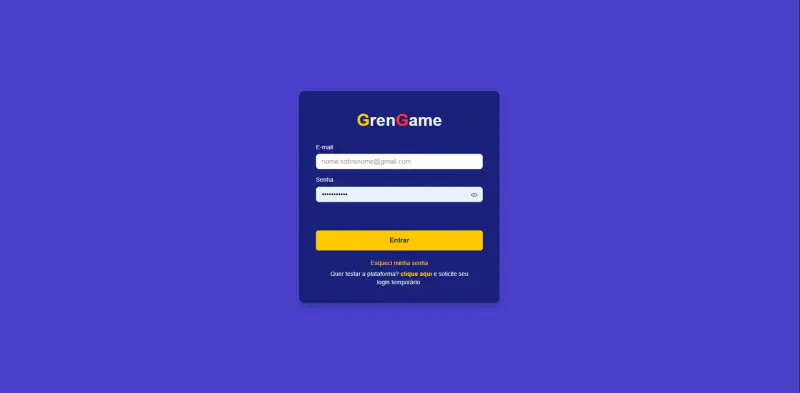 GrenGame
E-mail
nome.sobrenome@gmail.com
Senha
•••••••••••
Entrar
Esqueci minha senha
Quer testar a plataforma? clique aqui e solicite seu
login temporário